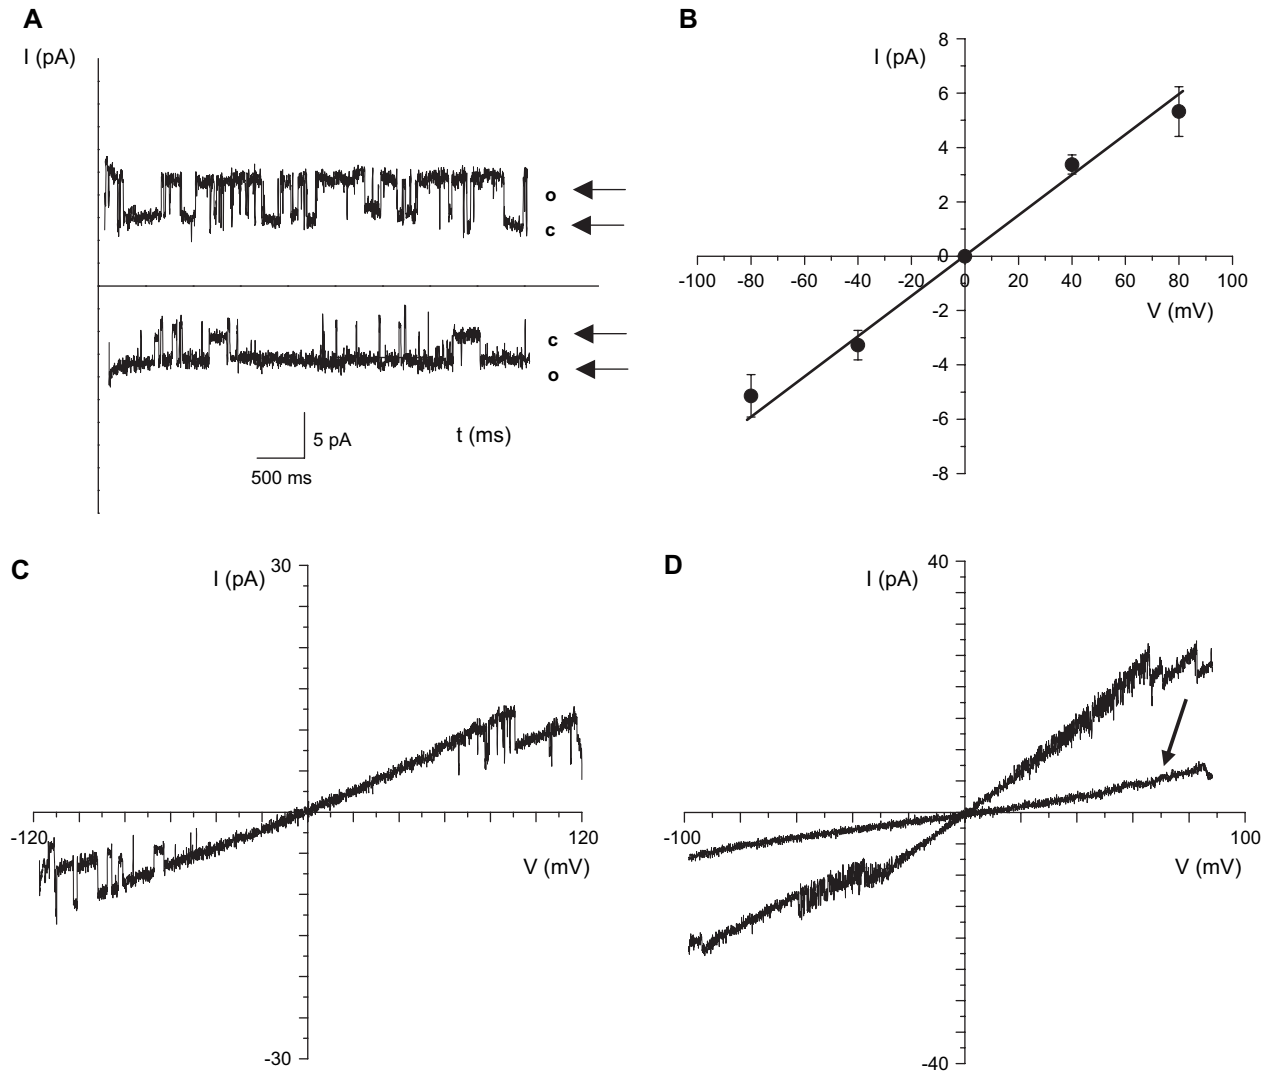 A
I (pA)
o
c
c
o
5 pA
500 ms
t (ms)
B
I (pA)
8
6
4
2
0
-100 -80 -60 -40 -20 0 20 40 60 80 100
V (mV)
-2
-4
-6
-8
C
I (pA)
30
-120
120
V (mV)
-30
D
I (pA)
40
-100
100
V (mV)
-40